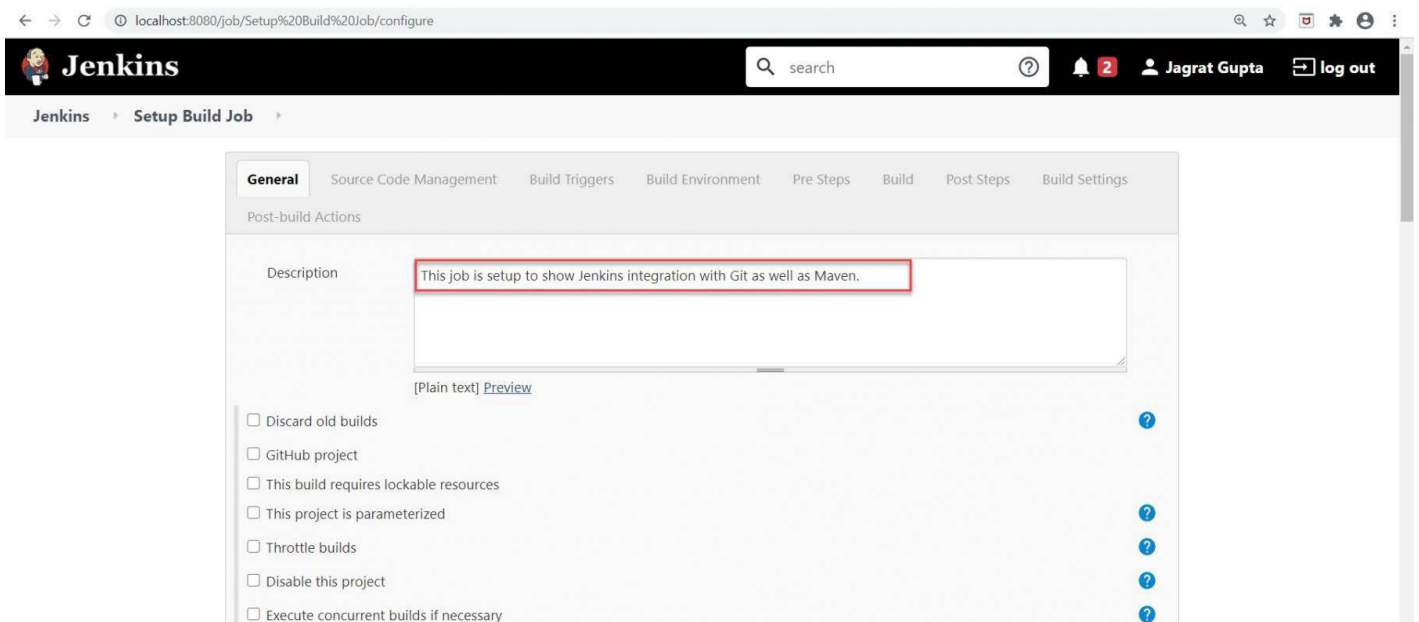 localhost:8080/job/Setup%20Build%20Job/configure
Jenkins search 2 Jagrat Gupta log out
Jenkins Setup Build Job
General Source Code Management Build Triggers Build Environment Pre Steps Build Post Steps Build Settings
Post-build Actions
Description This job is setup to show Jenkins integration with Git as well as Maven.
[Plain text] Preview
Discard old builds
GitHub project
This build requires lockable resources
This project is parameterized
Throttle builds
Disable this project
Execute concurrent builds if necessary